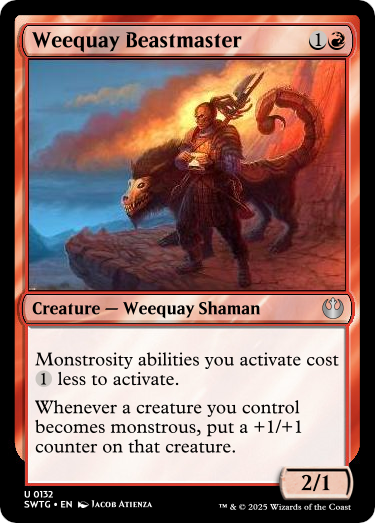 Weequay Beastmaster 1
Creature — Weequay Shaman
Monstrosity abilities you activate cost
1 less to activate.
Whenever a creature you control
becomes monstrous, put a +1/+1
counter on that creature.
2/1
U 0132
SWTG • EN Jacob Atienza
™ & © 2025 Wizards of the Coast